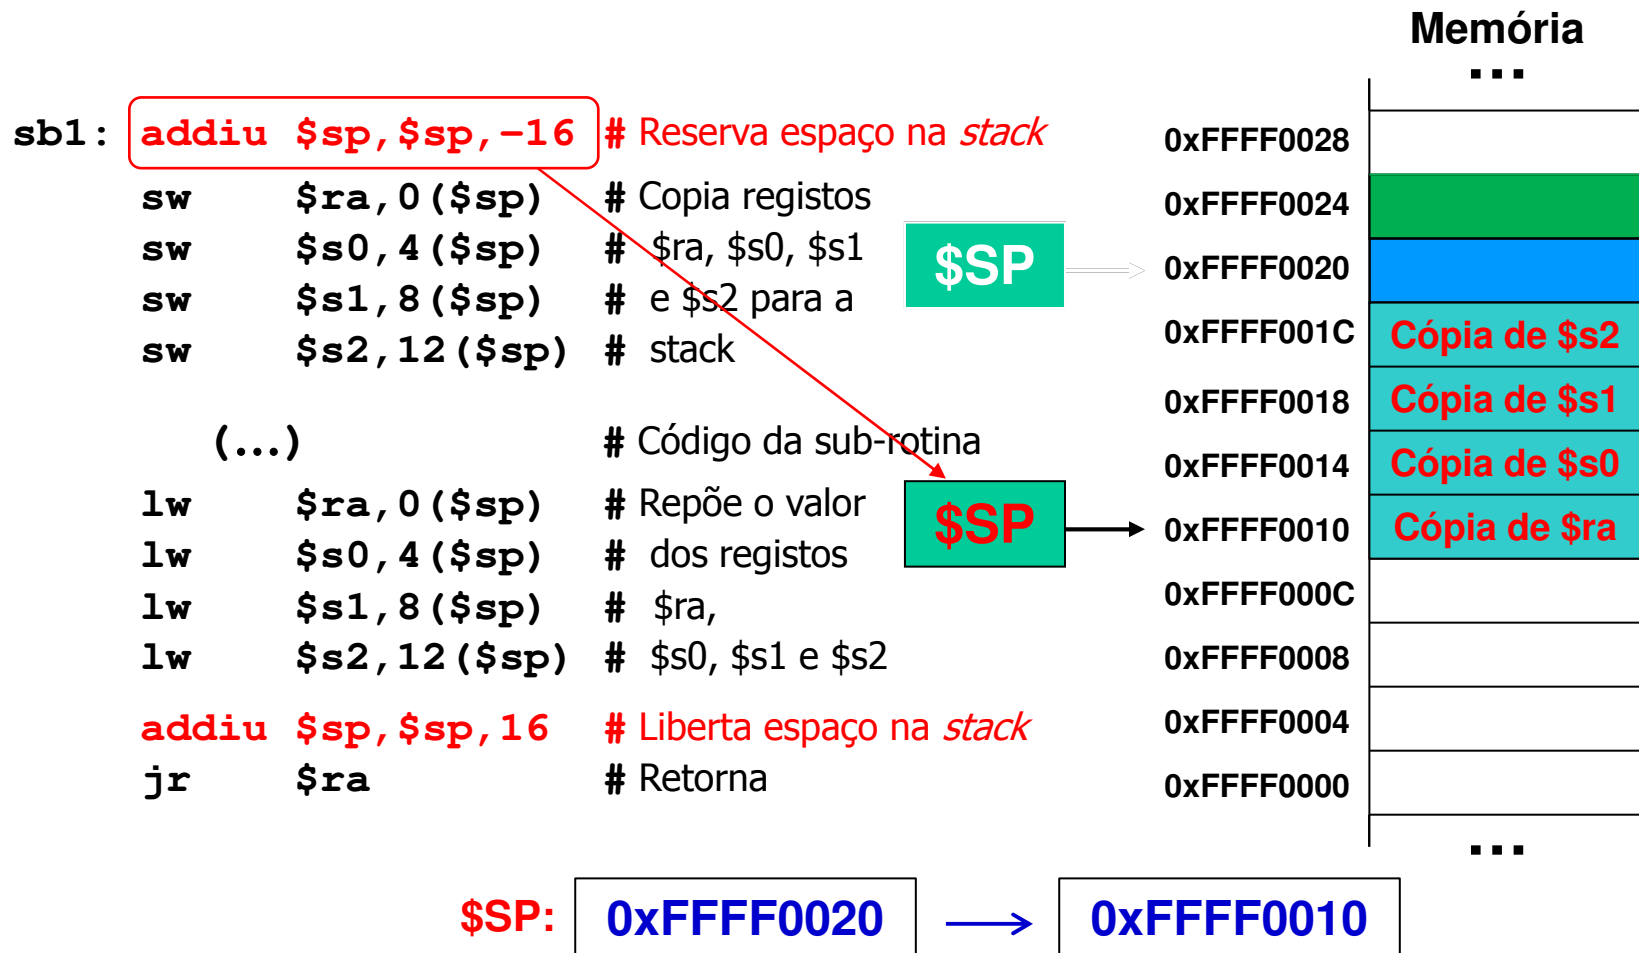 Memória
...
sb1: addiu $sp,$sp,-16 # Reserva espaço na stack
sw $ra,0($sp) # Copia registos
sw $s0,4($sp) # $ra, $s0, $s1
sw $s1,8($sp) # e $s2 para a
sw $s2,12($sp) # stack
(...) # Código da sub-rotina
lw $ra,0($sp) # Repõe o valor
lw $s0,4($sp) # dos registos
lw $s1,8($sp) # $ra,
lw $s2,12($sp) # $s0, $s1 e $s2
addiu $sp,$sp,16 # Liberta espaço na stack
jr $ra # Retorna
$SP
$SP
0xFFFF0028
0xFFFF0024
0xFFFF0020
0xFFFF001C Cópia de $s2
0xFFFF0018 Cópia de $s1
0xFFFF0014 Cópia de $s0
0xFFFF0010 Cópia de $ra
0xFFFF000C
0xFFFF0008
0xFFFF0004
0xFFFF0000
...
$SP: 0xFFFF0020 → 0xFFFF0010